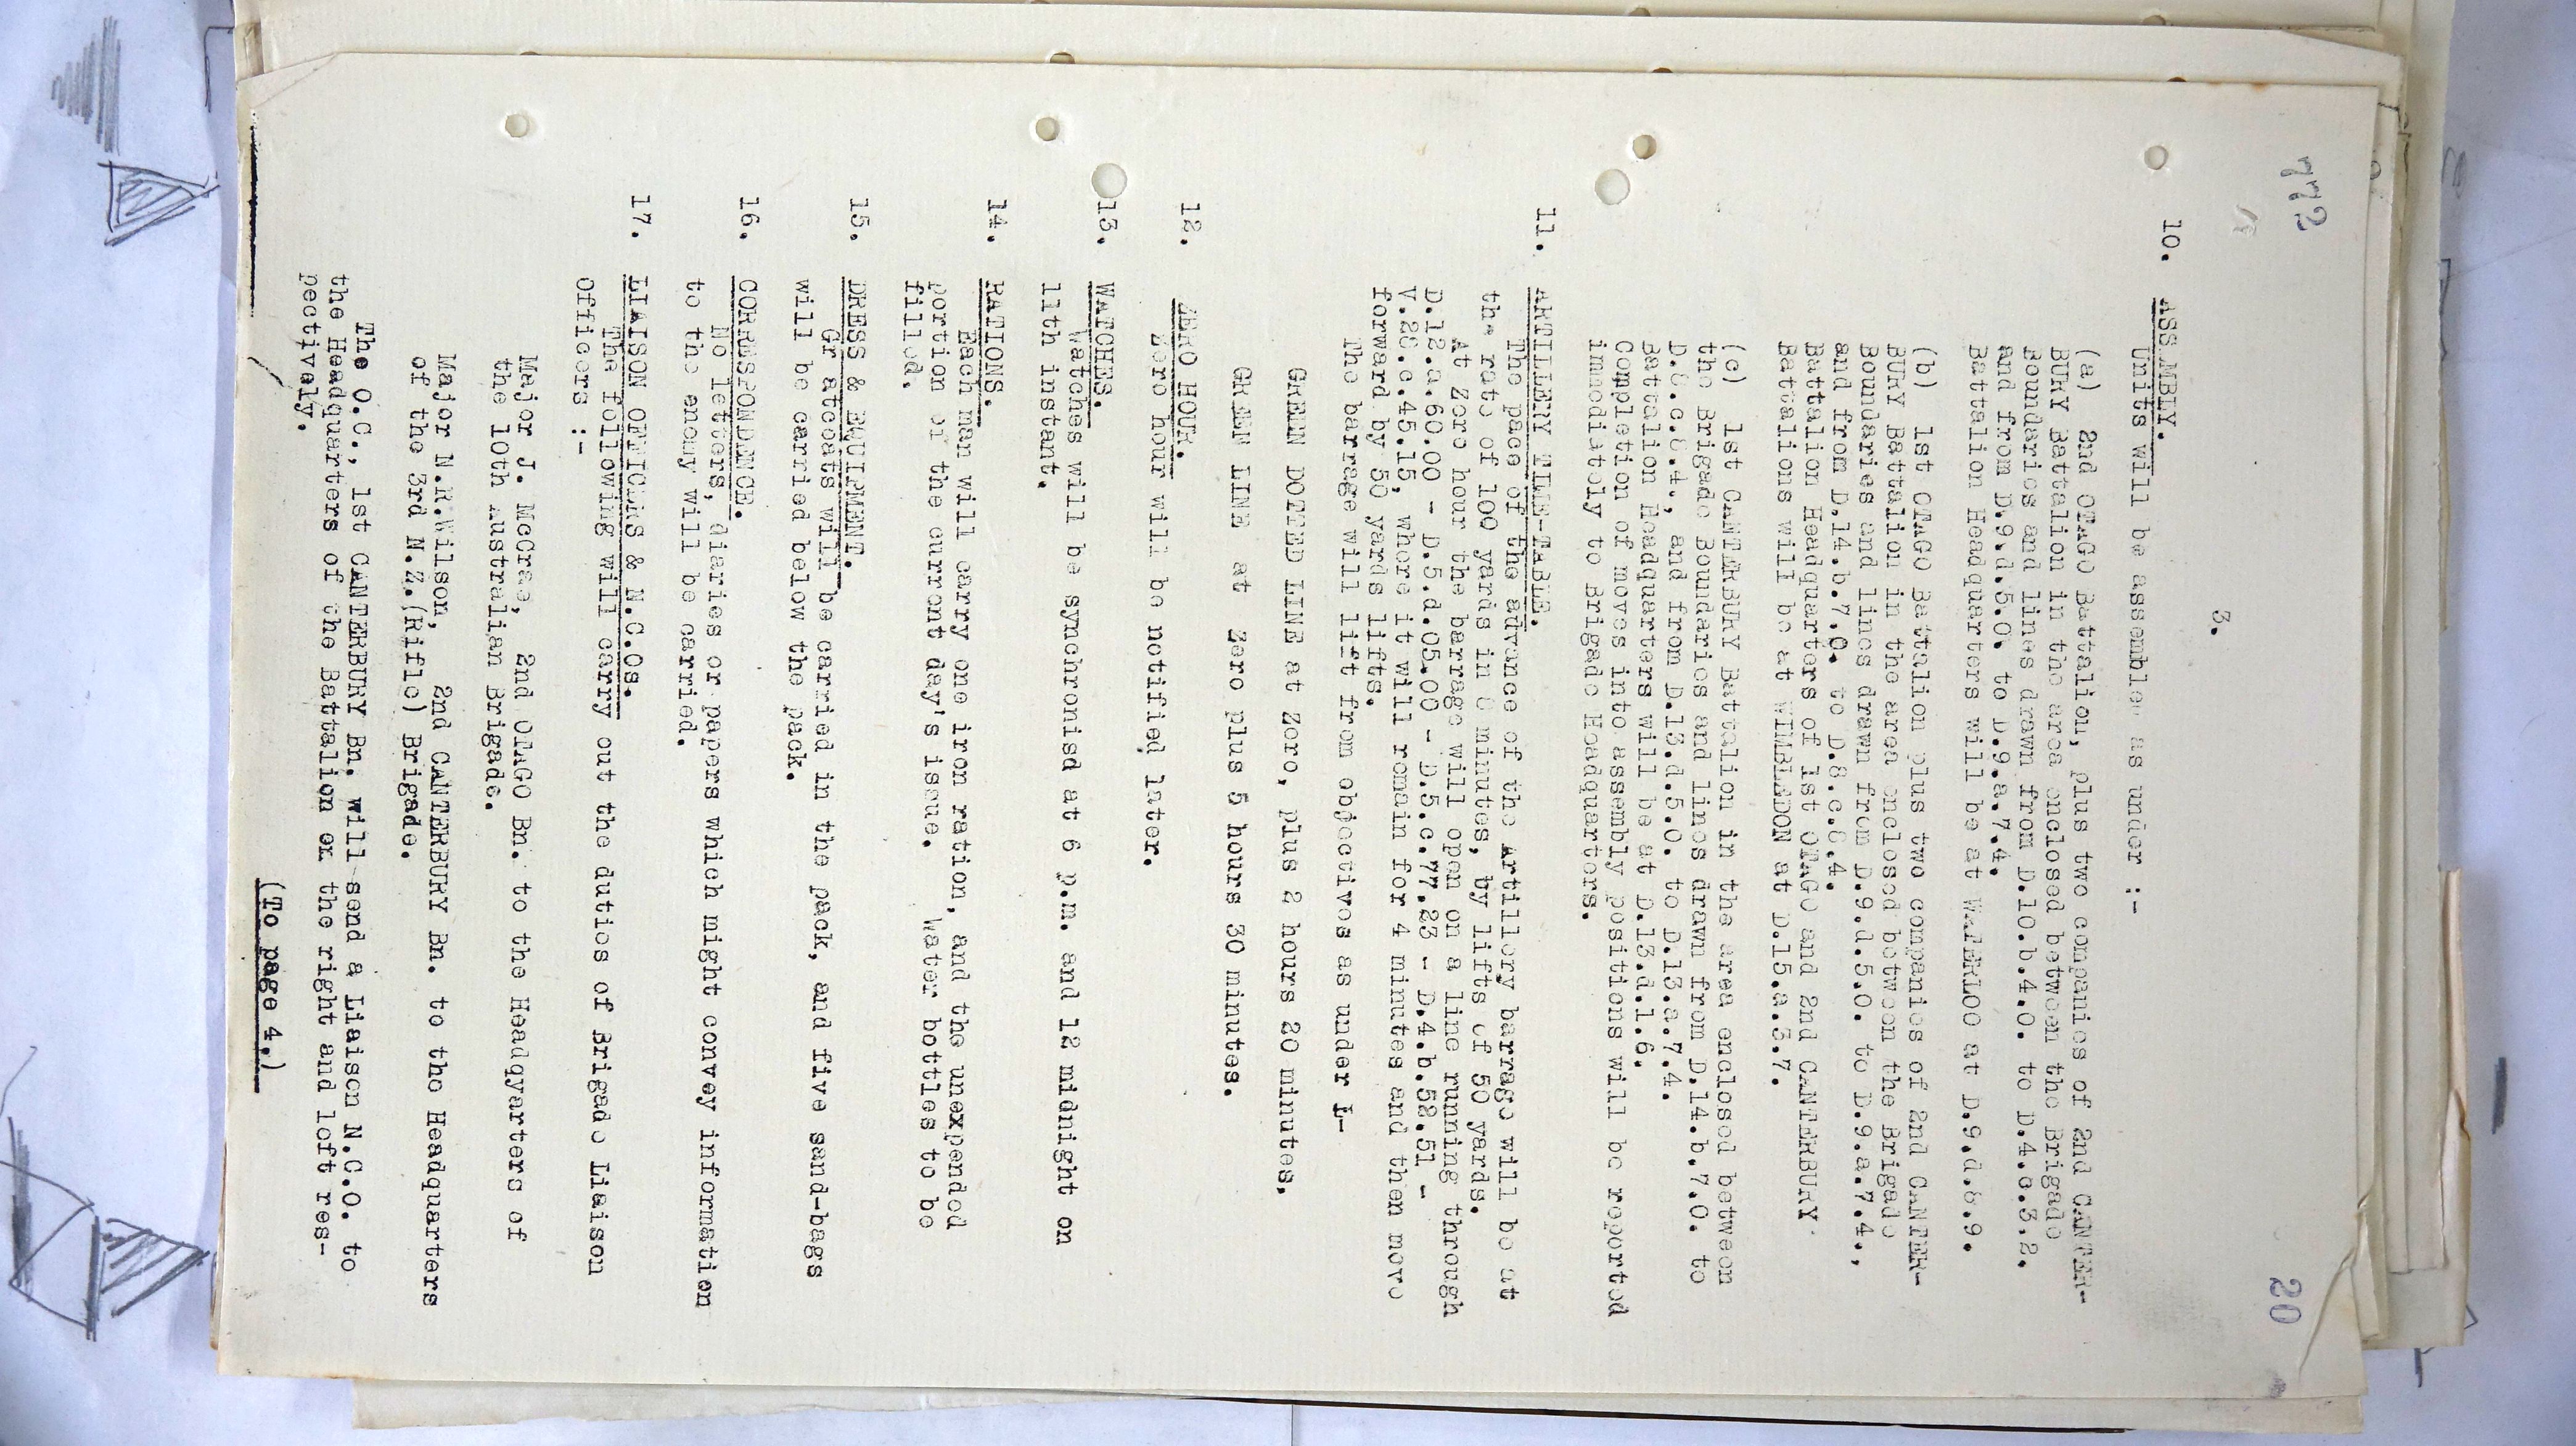 772
20
3.
10. ASSEMBLY.
Units will be assembled as under :-
(a) 2nd OTAGO Battalion, plus two companies of 2nd CANTER-
BURY Battalion in the area enclosed between the Brigade
Boundaries and lines drawn from D.10.b.4.0. to D.4.c.3.2.
and from D.9.d.5.0. to D.9.a.7.4.
Battalion Headquarters will be at WATERLOO at D.9.d.8.9.
(b) 1st OTAGO Battalion plus two companies of 2nd CANTER-
BURY Battalion in the area enclosed between the Brigade
Boundaries and lines drawn from D.9.d.5.0. to D.9.a.7.4.,
and from D.14.b.7.0. to D.8.c.8.4.
Battalion Headquarters of 1st OTAGO and 2nd CANTERBURY
Battalions will be at WIMBLEDON at D.15.a.3.7.
(c) 1st CANTERBURY Battalion in the area enclosed between
the Brigade Boundaries and lines drawn from D.14.b.7.0. to
D.8.c.8.4., and from D.13.d.5.0. to D.13.a.7.4.
Battalion Headquarters will be at D.13.d.1.6.
Completion of moves into assembly positions will be reported
immediately to Brigade Headquarters.
11. ARTILLERY TIME-TABLE.
The pace of the advance of the Artillery barrage will be at
the rate of 100 yards in 8 minutes, by lifts of 50 yards.
At Zero hour the barrage will open on a line running through
D.12.a.60.00 - D.5.d.05.00 - D.5.c.77.23 - D.4.b.52.51 -
V.28.c.45.15, where it will remain for 4 minutes and then move
forward by 50 yards lifts.
The barrage will lift from objectives as under :-
GREEN DOTTED LINE at Zero, plus 2 hours 20 minutes,
GREEN LINE at Zero plus 5 hours 30 minutes.
12. ZERO HOUR.
Zero hour will be notified later.
13. WATCHES.
Watches will be synchronised at 6 p.m. and 12 midnight on
11th instant.
14. RATIONS.
Each man will carry one iron ration, and the unexpended
portion of the current day's issue. Water bottles to be
filled.
15. DRESS & EQUIPMENT.
Greatcoats will be carried in the pack, and five sand-bags
will be carried below the pack.
16. CORRESPONDENCE.
No letters, diaries or papers which might convey information
to the enemy will be carried.
17. LIAISON OFFICERS & N.C.Os.
The following will carry out the duties of Brigade Liaison
officers :-
Major J. McCrae, 2nd OTAGO Bn. to the Headqyarters of
the 10th Australian Brigade.
Major N.R.Wilson, 2nd CANTERBURY Bn. to the Headquarters
of the 3rd N.Z.(Rifle) Brigade.
The O.C., 1st CANTERBURY Bn. will send a Liaison N.C.O. to
the Headquarters of the Battalion on the right and left res-
pectively.
(To page 4.)